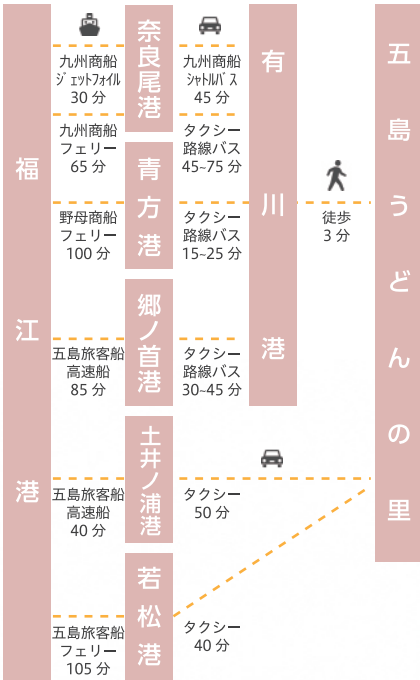 福江港
九州商船
ジェットフォイル
30分
九州商船
フェリー
65分
野母商船
フェリー
100分
五島旅客船
高速船
85分
五島旅客船
高速船
40分
五島旅客船
フェリー
105分
奈良尾港
青方港
郷ノ首港
土井ノ浦港
若松港
九州商船
シャトルバス
45分
タクシー
路線バス
45~75分
タクシー
路線バス
15~25分
タクシー
路線バス
30~45分
タクシー
50分
タクシー
40分
有川港
徒歩
3分
五島うどんの里